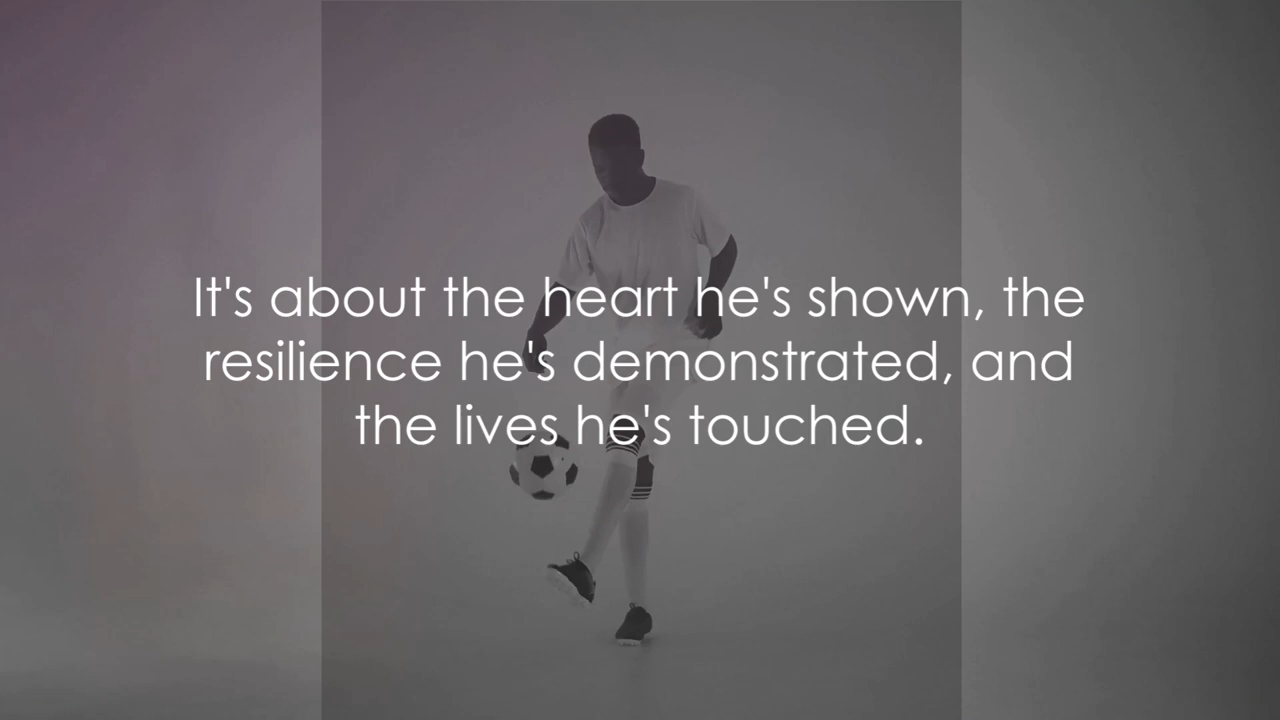 It's about the heart he's shown, the
resilience he's demonstrated, and
the lives he's touched.